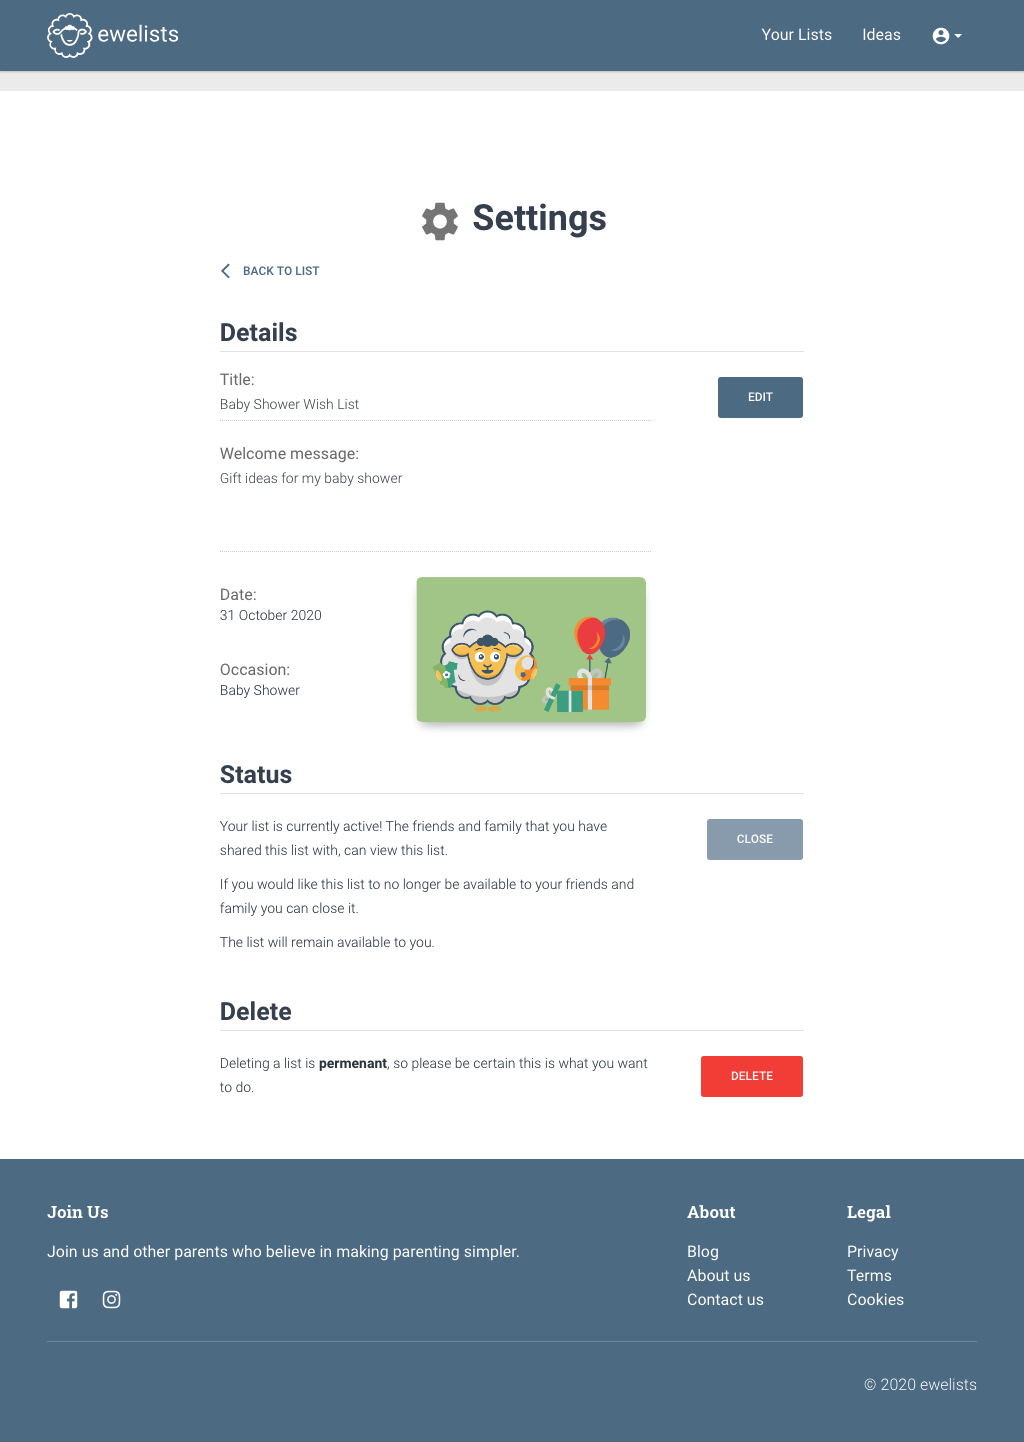 ewelists
Your Lists
Ideas
Settings
BACK TO LIST
Details
Title:
EDIT
Baby Shower Wish List
Welcome message:
Gift ideas for my baby shower
Date:
31 October 2020
Occasion:
Baby Shower
Status
Your list is currently active! The friends and family that you have
shared this list with, can view this list.
CLOSE
If you would like this list to no longer be available to your friends and
family you can close it.
The list will remain available to you.
Delete
Deleting a list is permenant, so please be certain this is what you want
to do.
DELETE
Join Us
Join us and other parents who believe in making parenting simpler.
About
Blog
About us
Contact us
Legal
Privacy
Terms
Cookies
© 2020 ewelists